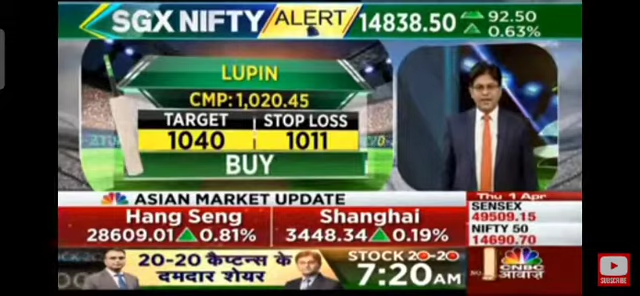 SGX NIFTY ALERT 14838.50 92.50
0.63%
LUPIN
CMP:1,020.45
TARGET STOP LOSS
1040 1011
BUY
ASIAN MARKET UPDATE
Hang Seng Shanghai
28609.01 0.81% 3448.34 0.19%
Thu 1 Apr
SENSEX
49509.15
NIFTY 50
14690.70
20-20 कैप्टन्स के
दमदार शेयर
STOCK 20-20
7:20AM
CNBC
आवाज़
SUBSCRIBE